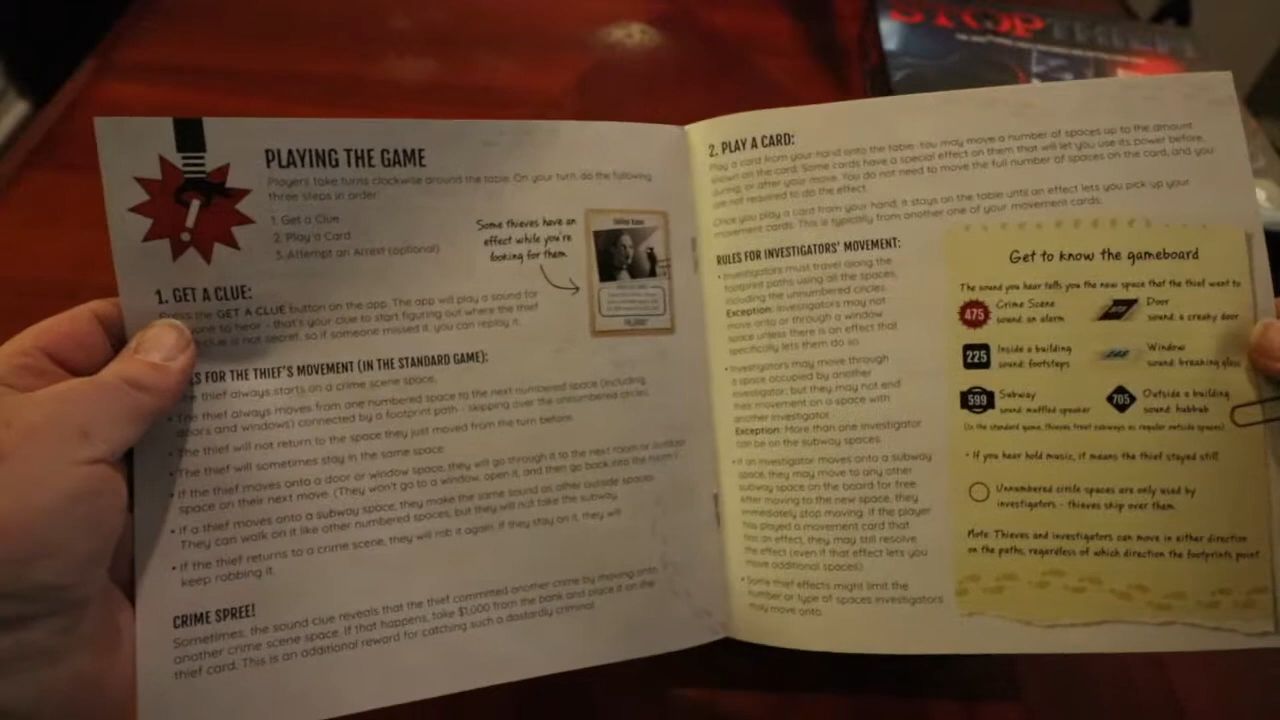 STOP
PLAYING THE GAME
Players take turns clockwise around the table. On your turn, do the following
three steps in order:
1. Get a Clue
2. Play a Card
3. Attempt an Arrest (optional)
Some thieves have an
effect while you're
looking for them
1. GET A CLUE:
Press the GET A CLUE button on the app. The app will play a sound for
everyone to hear - that's your clue to start figuring out where the thief
clue is not secret, so if someone missed it, you can replay it.
S FOR THE THIEF'S MOVEMENT (IN THE STANDARD GAME):
The thief always starts on a crime scene space.
• The thief always moves from one numbered space to the next numbered space (including
doors and windows) connected by a footprint path - skipping over the unnumbered circles.
• The thief will not return to the space they just moved from the turn before.
• The thief will sometimes stay in the same space.
• If the thief moves onto a door or window space, they will go through it to the next room or outdoor
space on their next move. (They won't go to a window, open it, and then go back into the room.)
• If a thief moves onto a subway space, they make the same sound as other outside spaces.
They can walk on it like other numbered spaces, but they will not take the subway.
• If the thief returns to a crime scene, they will rob it again. If they stay on it, they will
keep robbing it.
CRIME SPREE!
Sometimes, the sound clue reveals that the thief committed another crime by moving onto
another crime scene space. If that happens, take $1,000 from the bank and place it on the
thief card. This is an additional reward for catching such a dastardly criminal.
2. PLAY A CARD:
Play a card from your hand onto the table. You may move a number of spaces up to the amount
shown on the card. Some cards have a special effect on them that will let you use its power before,
during, or after your move. You do not need to move the full number of spaces on the card, and you
are not required to do the effect.
Once you play a card from your hand, it stays on the table until an effect lets you pick up your
movement cards. This is typically from another one of your movement cards.
RULES FOR INVESTIGATORS' MOVEMENT:
• Investigators must travel along the
footprint paths using all the spaces,
including the unnumbered circles.
Exception: Investigators may not
move onto or through a window
space unless there is an effect that
specifically lets them do so.
• Investigators may move through
a space occupied by another
investigator, but they may not end
their movement on a space with
another investigator.
Exception: More than one investigator
can be on the subway spaces.
• If an investigator moves onto a subway
space, they may move to any other
subway space on the board for free.
After moving to the new space, they
immediately stop moving. If the player
has played a movement card that
has an effect, they may still resolve
the effect (even if that effect lets you
move additional spaces).
• Some thief effects might limit the
number or type of spaces investigators
may move onto.
Get to know the gameboard
The sound you hear tells you the new space that the thief went to
475 Crime Scene
sound: an alarm
Door
sound: a creaky door
225 Inside a building
sound: footsteps
Window
sound: breaking glass
599 Subway
sound: muffled speaker
705 Outside a building
sound: hubbub
(In the standard game, thieves treat subways as regular outside spaces).
• If you hear hold music, it means the thief stayed still
Unnumbered circle spaces are only used by
investigators - thieves skip over them.
Note: Thieves and investigators can move in either direction
on the paths, regardless of which direction the footprints point